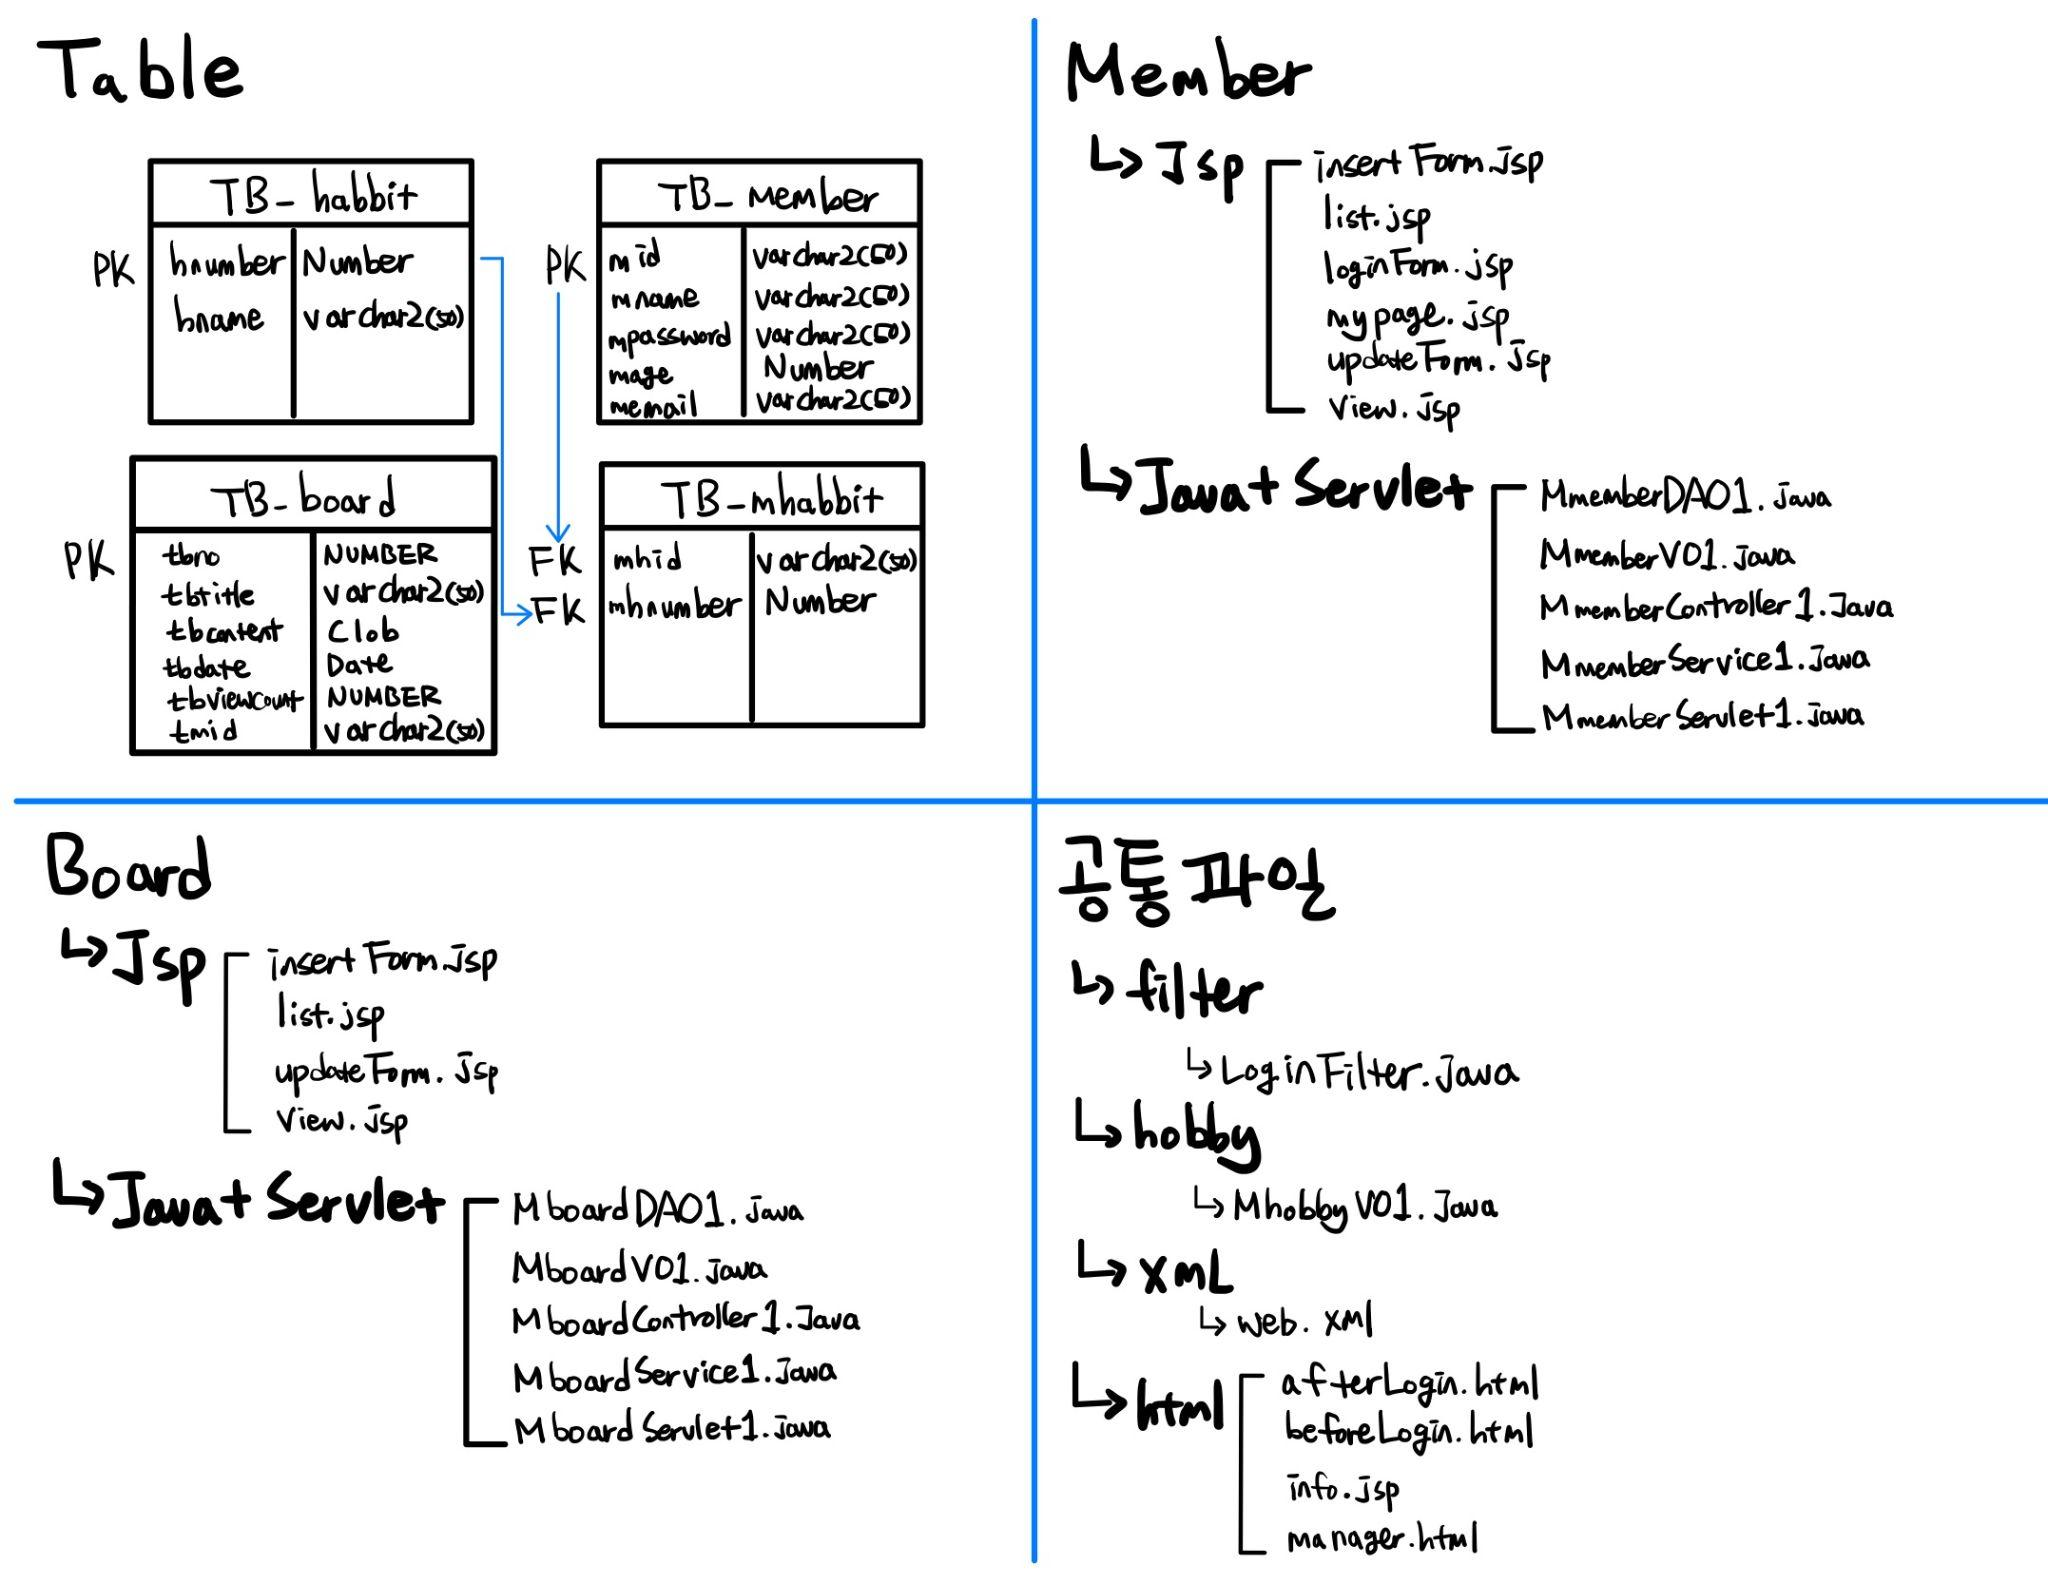 Table
TB_habbit
PK hnumber Number
hname varchar2(50)
TB_Member
PK mid varchar2(50)
mname varchar2(50)
mpassword varchar2(50)
mage Number
memail varchar2(50)
TB_board
PK tbno NUMBER
tbtitle varchar2(50)
tbcontent Clob
tbdate Date
tbviewcount NUMBER
tmid varchar2(50)
TB_mhabbit
FK mhid varchar2(50)
FK mhnumber Number
Member
Jsp
insertForm.jsp
list.jsp
loginForm.jsp
mypage.jsp
updateForm.jsp
view.jsp
Java+Servlet
MmemberDAO1.java
MmemberVO1.java
MmemberController1.Java
MmemberService1.Java
MmemberServlet1.java
Board
Jsp
insertForm.jsp
list.jsp
updateForm.jsp
view.jsp
Java+Servlet
MboardDAO1.java
MboardVO1.java
MboardController1.Java
MboardService1.Java
MboardServlet1.java
공통파일
filter
LoginFilter.Java
hobby
MhobbyVO1.Java
XML
web.xml
html
afterLogin.html
beforeLogin.html
info.jsp
manager.html